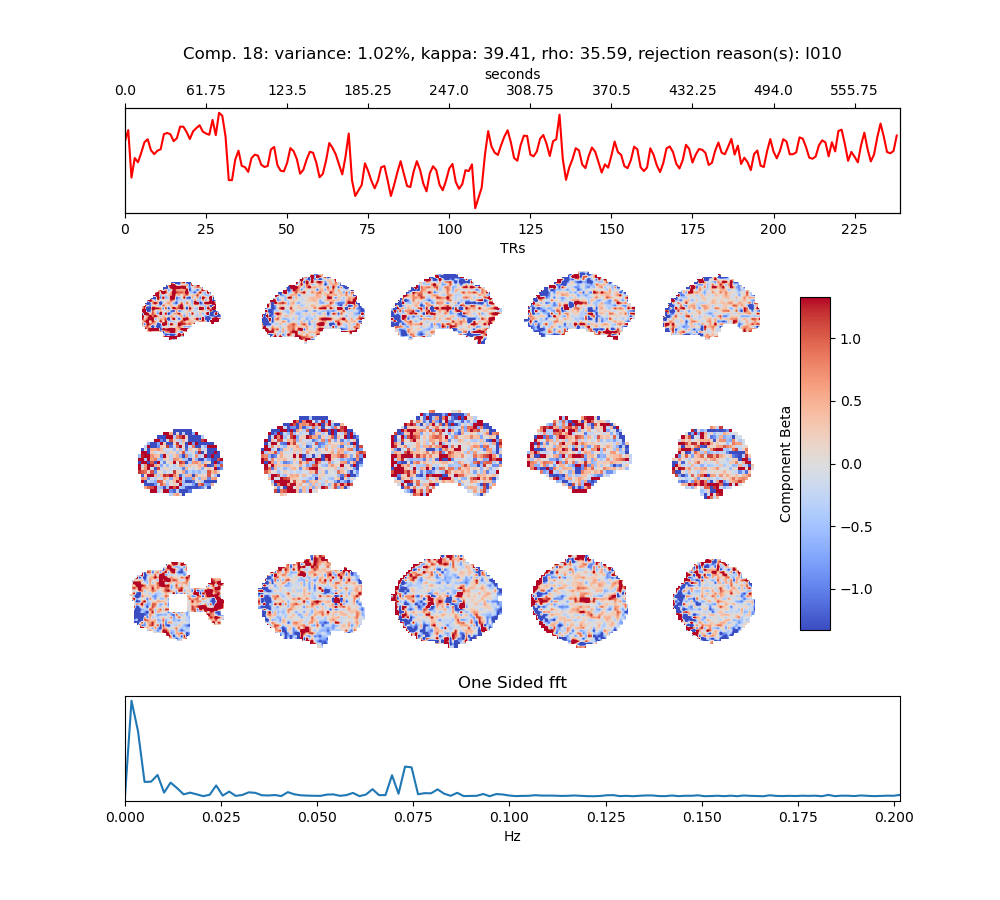 Comp. 18: variance: 1.02%, kappa: 39.41, rho: 35.59, rejection reason(s): I010
seconds
0.0 61.75 123.5 185.25 247.0 308.75 370.5 432.25 494.0 555.75
0 25 50 75 100 125 150 175 200 225
TRs
1.0
0.5
0.0
−0.5
−1.0
Component Beta
One Sided fft
0.000 0.025 0.050 0.075 0.100 0.125 0.150 0.175 0.200
Hz